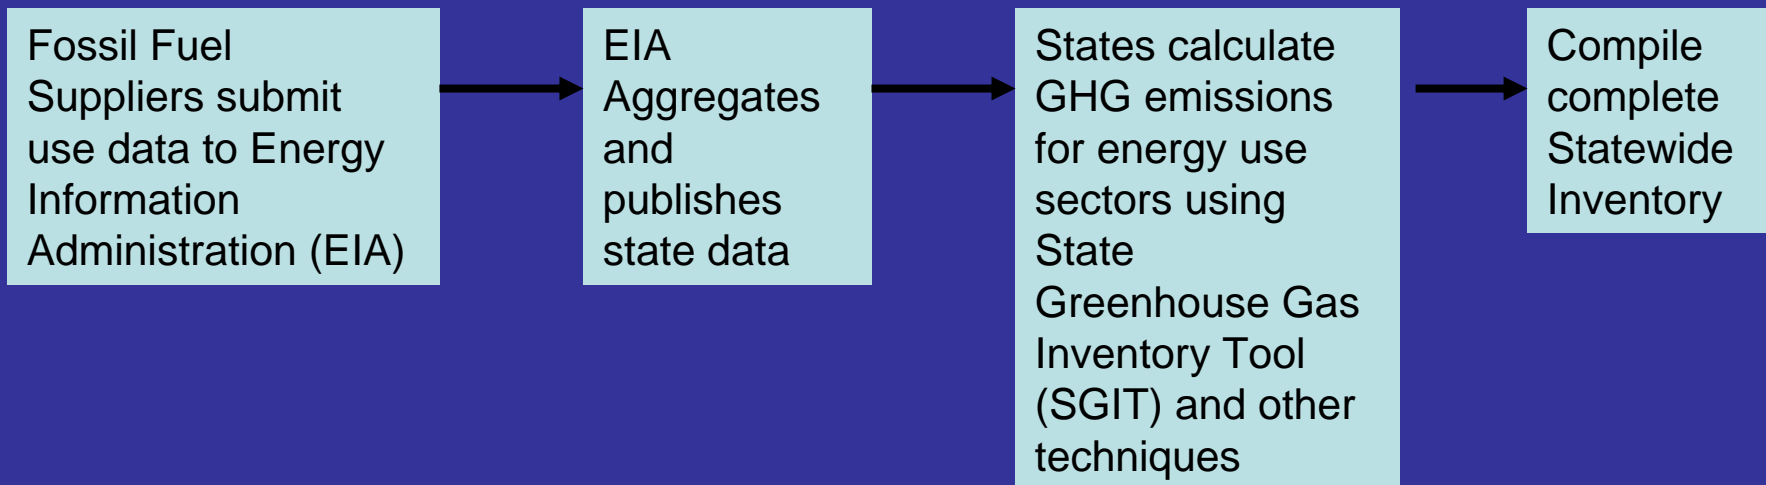 Fossil Fuel
Suppliers submit
use data to Energy
Information
Administration (EIA)
EIA
Aggregates
and
publishes
state data
States calculate
GHG emissions
for energy use
sectors using
State
Greenhouse Gas
Inventory Tool
(SGIT) and other
techniques
Compile
complete
Statewide
Inventory